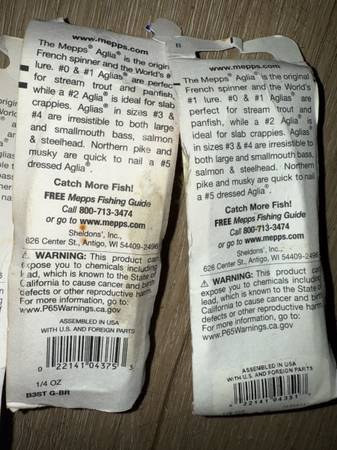 www.mepps.com
The Mepps® Aglia® is the origin
French spinner and the World's #
lure. #0 & #1 Aglias® are perfec
for stream trout and panfish,
while a #2 Aglia® is ideal for slab
crappies. Aglias® in sizes #3 &
#4 are irresistible to both large
and smallmouth bass, salmon
& steelhead. Northern pike and
musky are quick to nail a #5
dressed Aglia®.
Catch More Fish!
FREE Mepps Fishing Guide
Call 800-713-3474
or go to www.mepps.com
Sheldons', Inc.,
626 Center St., Antigo, WI 54409-2496
⚠ WARNING: This product can
expose you to chemicals including
lead, which is known to the State o
California to cause cancer and birth
defects or other reproductive harm.
For more information, go to:
www.P65Warnings.ca.gov
ASSEMBLED IN USA
WITH U.S. AND FOREIGN PARTS
0 22141 04375 3
1/4 OZ
B3ST G-BR
www.mepps.com
The Mepps® Aglia® is the original
French spinner and the World's
#1 lure. #0 & #1 Aglias® are
perfect for stream trout and
panfish, while a #2 Aglia® is
ideal for slab crappies. Aglias®
in sizes #3 & #4 are irresistible to
both large and smallmouth bass,
salmon & steelhead. Northern
pike and musky are quick to nail
a #5 dressed Aglia®.
Catch More Fish!
FREE Mepps Fishing Guide
Call 800-713-3474
or go to www.mepps.com
Sheldons', Inc.,
626 Center St., Antigo, WI 54409-2496
⚠ WARNING: This product ca
expose you to chemicals including
lead, which is known to the State o
California to cause cancer and birth
defects or other reproductive harm.
For more information, go to:
www.P65Warnings.ca.gov
ASSEMBLED IN USA
WITH U.S. AND FOREIGN PARTS